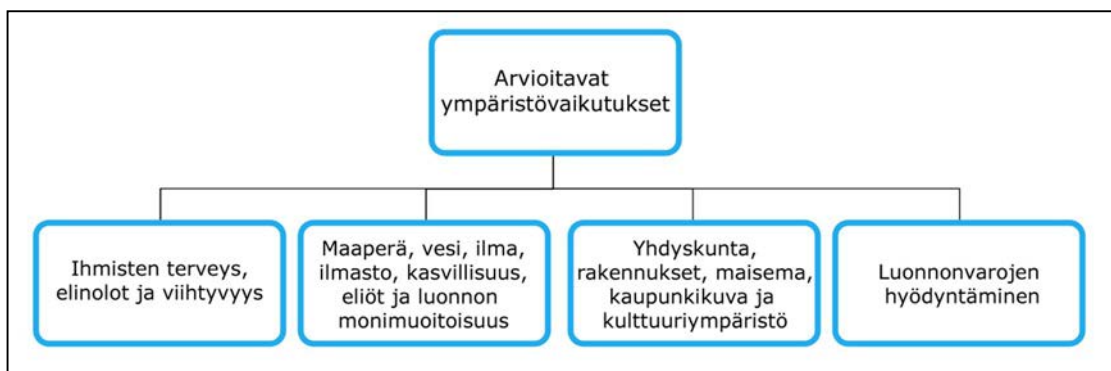 Arvioitavat
ympäristövaikutukset
Ihmisten terveys,
elinolot ja viihtyvyys
Maaperä, vesi, ilma,
ilmasto, kasvillisuus,
eliöt ja luonnon
monimuoitoisuus
Yhdyskunta,
rakennukset, maisema,
kaupunkikuva ja
kulttuuriympäristö
Luonnonvarojen
hyödyntäminen